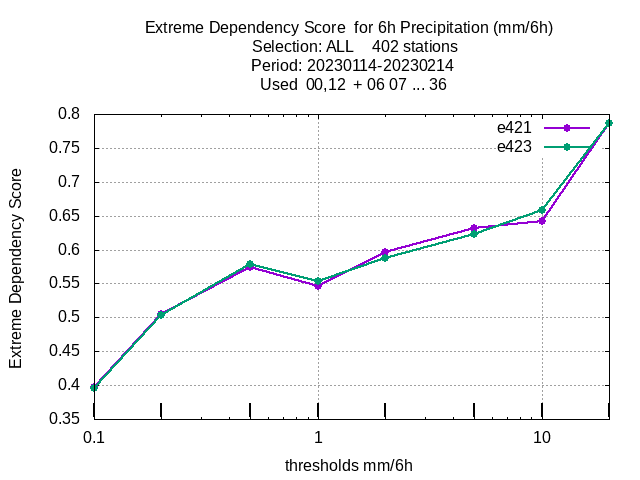 Extreme Dependency Score  for 6h Precipitation (mm/6h)
Selection: ALL    402 stations
Period: 20230114-20230214
Used  00,12  + 06 07 ... 36
e421
e423
Extreme Dependency Score
0.8
0.75
0.7
0.65
0.6
0.55
0.5
0.45
0.4
0.35
0.1 1 10
thresholds mm/6h